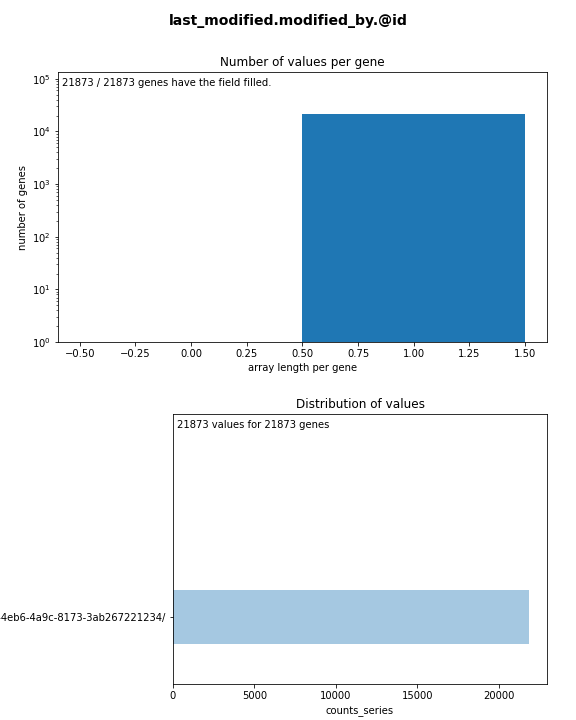 last_modified.modified_by.@id
Number of values per gene
21873 / 21873 genes have the field filled.
10⁵
10⁴
10³
10²
10¹
10⁰
number of genes
−0.50 −0.25 0.00 0.25 0.50 0.75 1.00 1.25 1.50
array length per gene
Distribution of values
21873 values for 21873 genes
4eb6-4a9c-8173-3ab267221234/
0 5000 10000 15000 20000
counts_series